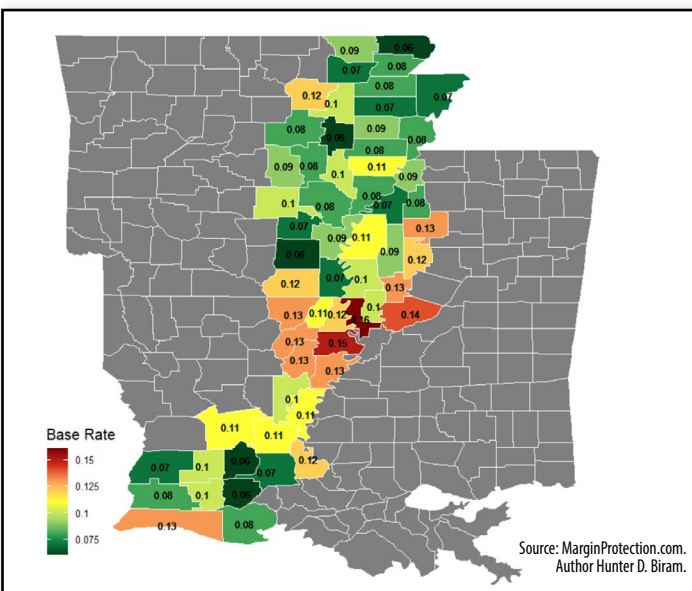 0.09 0.06
0.07 0.08
0.12 0.1 0.08 0.07
0.07
0.08 0.06 0.09 0.08
0.08
0.09 0.08 0.1 0.11 0.09
0.1 0.08 0.08 0.07 0.08
0.07 0.09 0.11 0.13
0.06 0.09 0.12
0.12 0.07 0.1 0.13
0.13 0.11 0.12 0.16 0.1 0.14
0.13 0.15
0.13 0.13
0.1
0.11
0.11 0.11
Base Rate
0.15
0.125
0.1
0.075
0.07 0.1 0.06 0.07 0.12
0.08 0.1 0.06
0.13 0.08
Source: MarginProtection.com.
Author Hunter D. Biram.